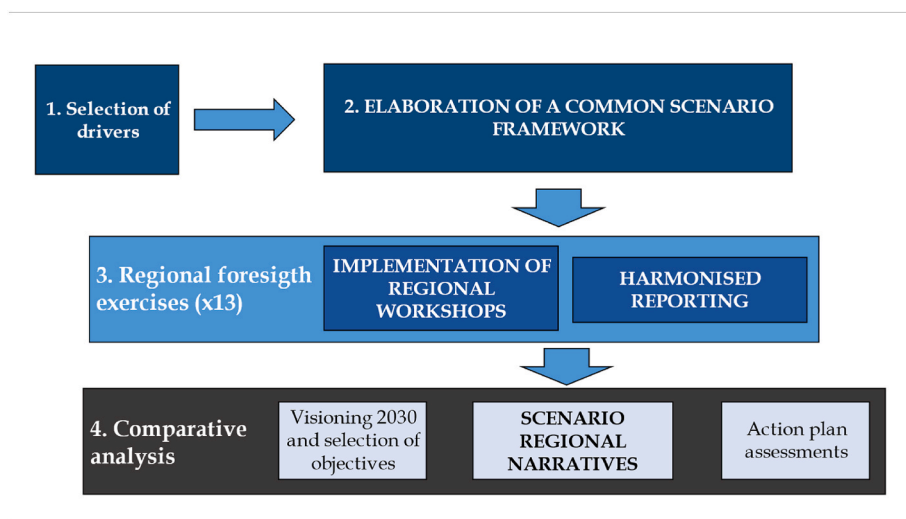 1. Selection of
drivers
2. ELABORATION OF A COMMON SCENARIO
FRAMEWORK
3. Regional foresigth
exercises (x13)
IMPLEMENTATION OF
REGIONAL
WORKSHOPS
HARMONISED
REPORTING
4. Comparative
analysis
Visioning 2030
and selection of
objectives
SCENARIO
REGIONAL
NARRATIVES
Action plan
assessments